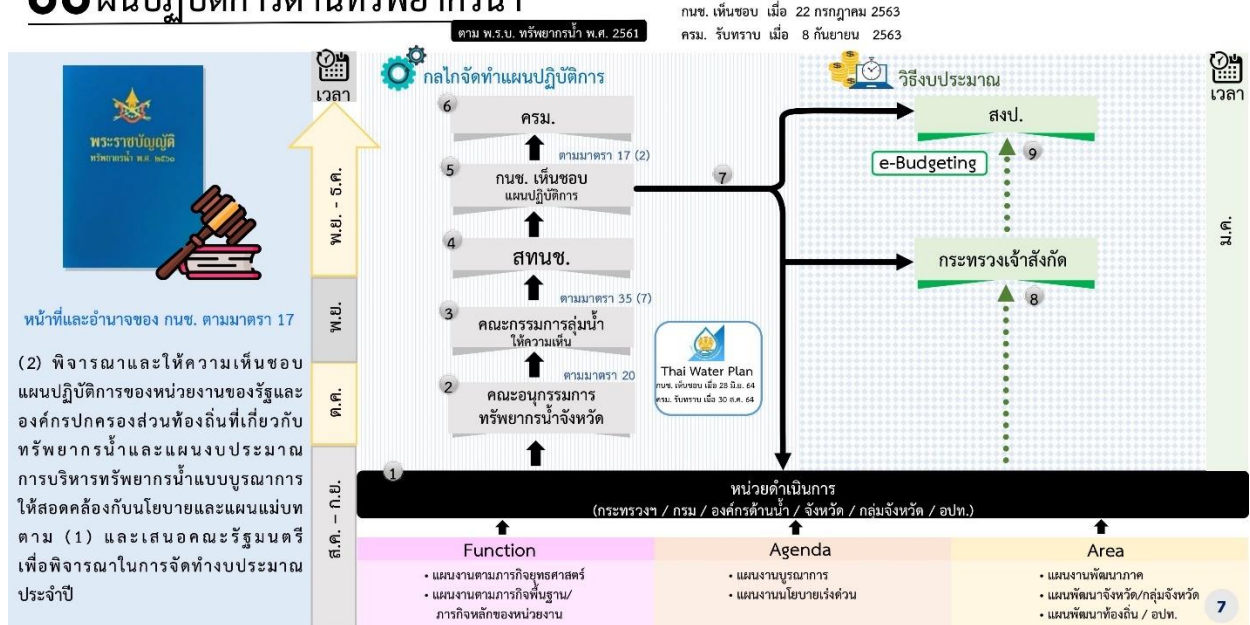 ผนปฏิบัติการด้านทรัพยากรน้ำ
ตาม พ.ร.บ. ทรัพยากรน้ำ พ.ศ. 2561
กนช. เห็นชอบ เมื่อ 22 กรกฎาคม 2563
ครม. รับทราบ เมื่อ 8 กันยายน 2563
พระราชบัญญัติ
ทรัพยากรน้ำ พ.ศ. ๒๕๖๑
หน้าที่และอำนาจของ กนช. ตามมาตรา 17
(2) พิจารณาและให้ความเห็นชอบ
แผนปฏิบัติการของหน่วยงานของรัฐและ
องค์กรปกครองส่วนท้องถิ่นที่เกี่ยวกับ
ทรัพยากรน้ำและแผนงบประมาณ
การบริหารทรัพยากรน้ำแบบบูรณาการ
ให้สอดคล้องกับนโยบายและแผนแม่บท
ตาม (1) และเสนอคณะรัฐมนตรี
เพื่อพิจารณาในการจัดทำงบประมาณ
ประจำปี
เวลา
พ.ย. - ธ.ค.
พ.ย.
ต.ค.
ส.ค. – ก.ย.
กลไกจัดทำแผนปฏิบัติการ
6
ครม.
ตามมาตรา 17 (2)
5
กนช. เห็นชอบ
แผนปฏิบัติการ
4
สทนช.
ตามมาตรา 35 (7)
3
คณะกรรมการลุ่มน้ำ
ให้ความเห็น
ตามมาตรา 20
2
คณะอนุกรรมการ
ทรัพยากรน้ำจังหวัด
7
Thai Water Plan
กนช. เห็นชอบ เมื่อ 28 มิ.ย. 64
ครม. รับทราบ เมื่อ 30 ส.ค. 64
วิธีงบประมาณ
สงป.
e-Budgeting
9
กระทรวงเจ้าสังกัด
8
เวลา
ม.ค.
1
หน่วยดำเนินการ
(กระทรวงฯ / กรม / องค์กรด้านน้ำ / จังหวัด / กลุ่มจังหวัด / อปท.)
Function
• แผนงานตามภารกิจยุทธศาสตร์
• แผนงานตามภารกิจพื้นฐาน/
ภารกิจหลักของหน่วยงาน
Agenda
• แผนงานบูรณาการ
• แผนงานนโยบายเร่งด่วน
Area
• แผนงานพัฒนาภาค
• แผนพัฒนาจังหวัด/กลุ่มจังหวัด
• แผนพัฒนาท้องถิ่น / อปท.
7